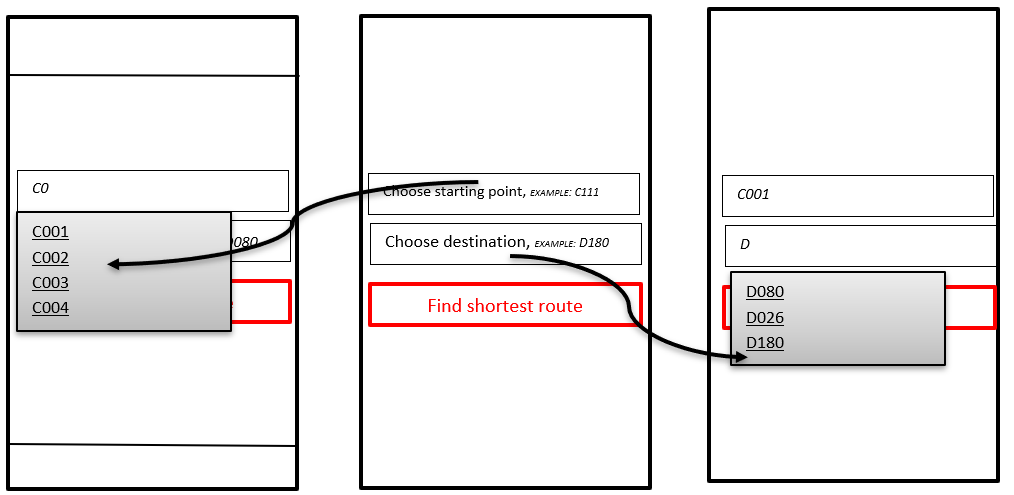 C0
C001
C002
C003
C004
Choose starting point, EXAMPLE: C111
Choose destination, EXAMPLE: D180
Find shortest route
C001
D
D080
D026
D180